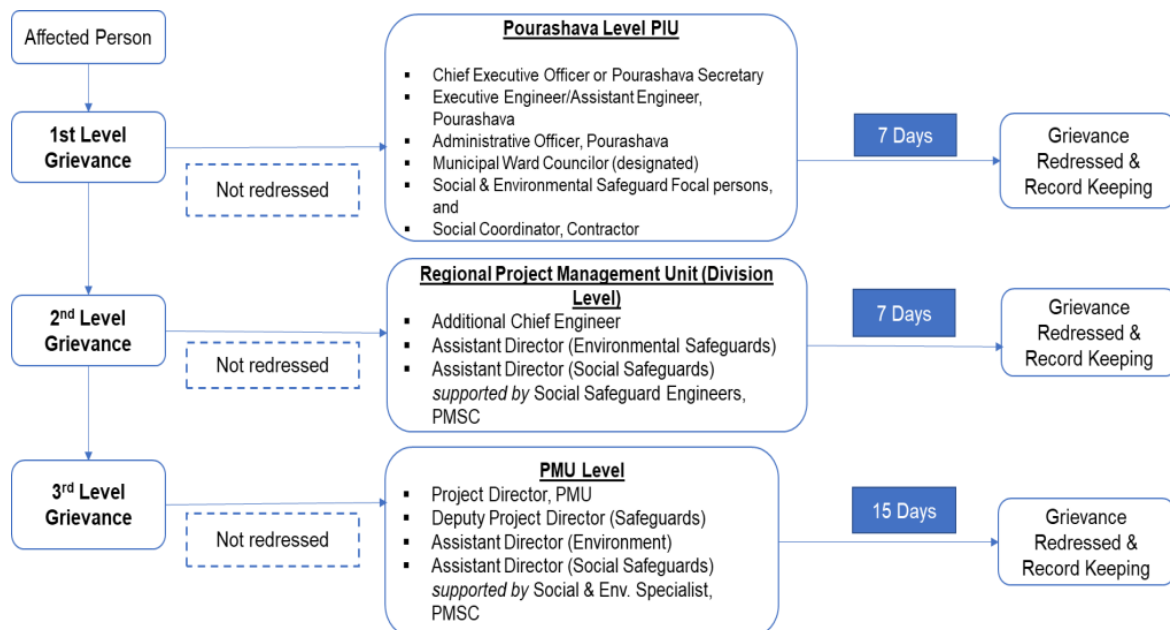 Affected Person
Pourashava Level PIU
▪ Chief Executive Officer or Pourashava Secretary
▪ Executive Engineer/Assistant Engineer,
Pourashava
▪ Administrative Officer, Pourashava
▪ Municipal Ward Councilor (designated)
▪ Social & Environmental Safeguard Focal persons,
and
▪ Social Coordinator, Contractor
1st Level
Grievance
Not redressed
7 Days
Grievance
Redressed &
Record Keeping
Regional Project Management Unit (Division
Level)
▪ Additional Chief Engineer
▪ Assistant Director (Environmental Safeguards)
▪ Assistant Director (Social Safeguards)
supported by Social Safeguard Engineers,
PMSC
2nd Level
Grievance
Not redressed
7 Days
Grievance
Redressed &
Record Keeping
PMU Level
▪ Project Director, PMU
▪ Deputy Project Director (Safeguards)
▪ Assistant Director (Environment)
▪ Assistant Director (Social Safeguards)
supported by Social & Env. Specialist,
PMSC
3rd Level
Grievance
Not redressed
15 Days
Grievance
Redressed &
Record Keeping